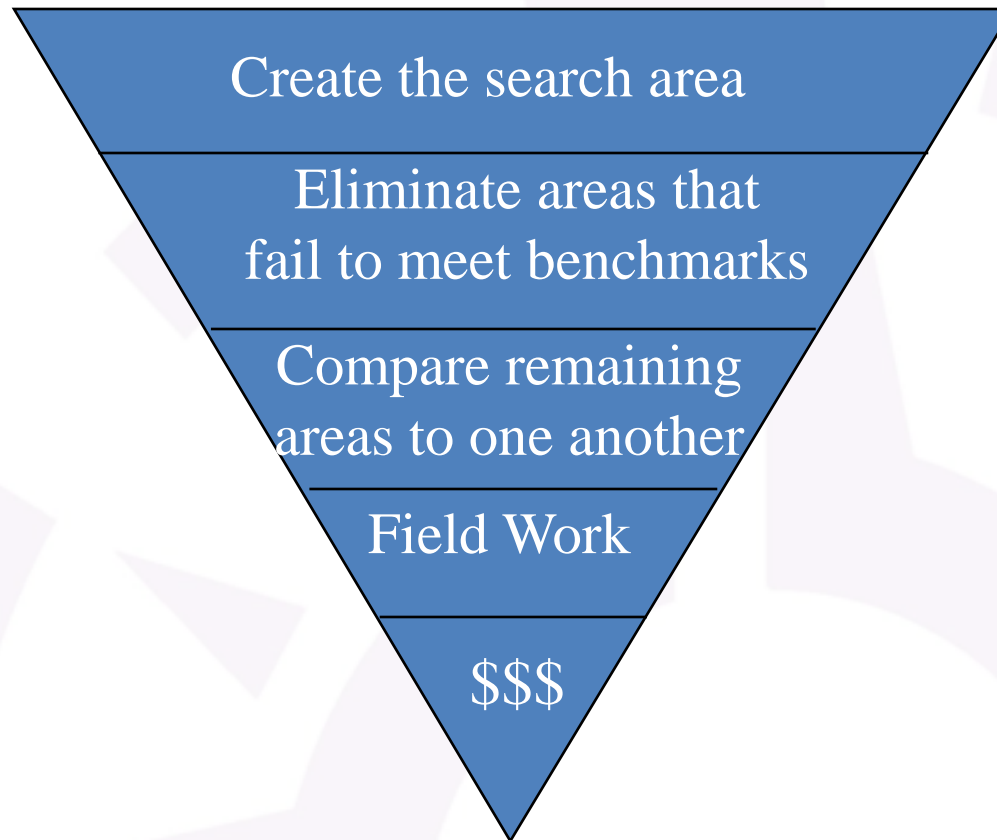 Create the search area
Eliminate areas that
fail to meet benchmarks
Compare remaining
areas to one another
Field Work
$$$